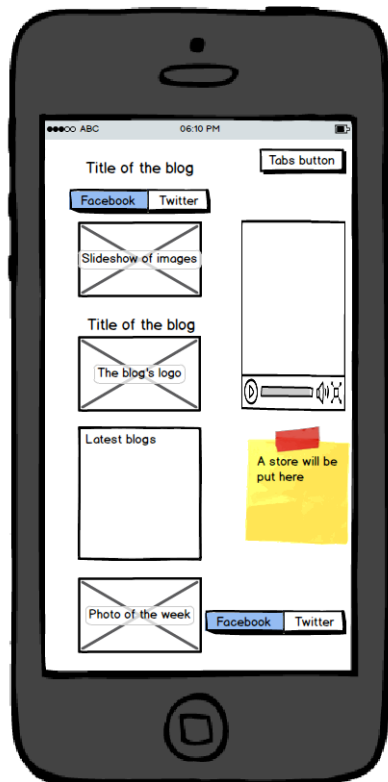 ABC 06:10 PM
Tabs button
Title of the blog
Facebook Twitter
Slideshow of images
Title of the blog
The blog's logo
Latest blogs
A store will be
put here
Photo of the week
Facebook Twitter